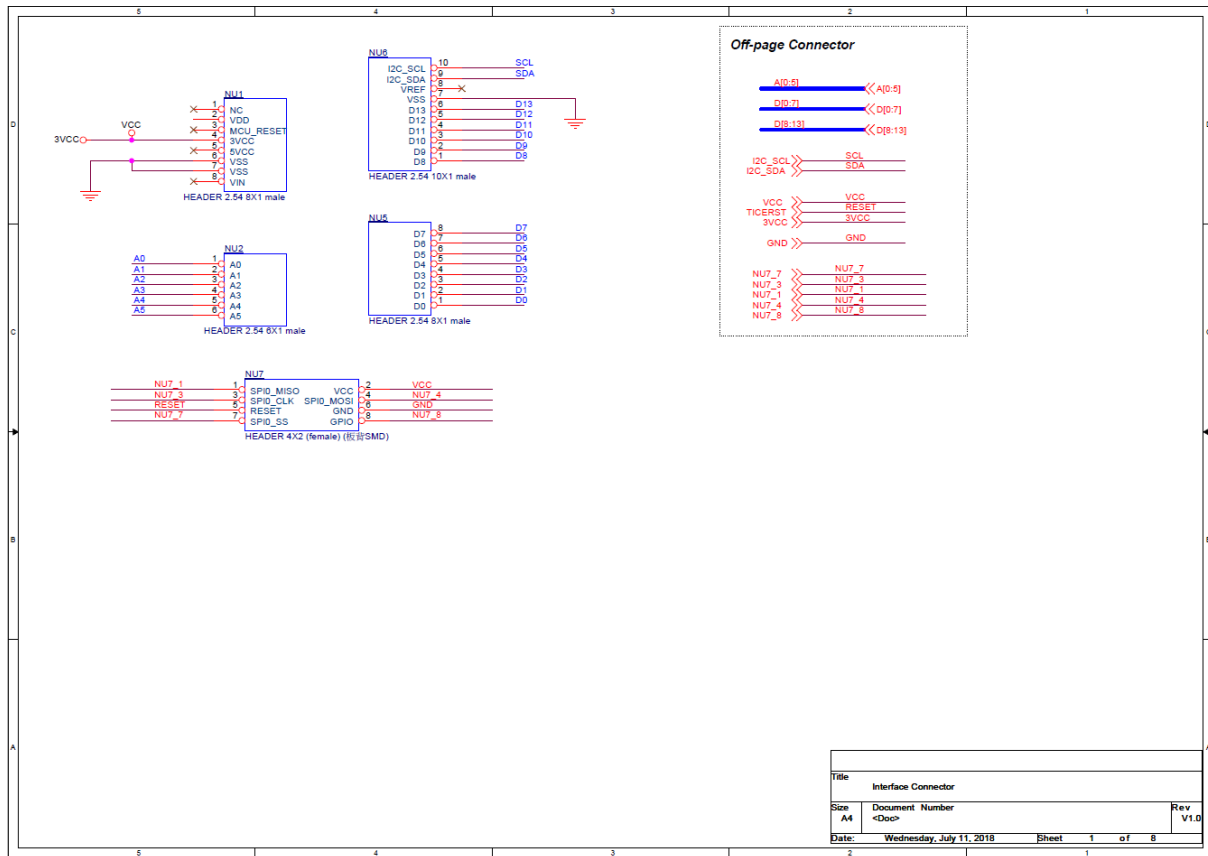 5 4 3 2 1
NU1
1 NC
2 VDD
3 MCU_RESET
4 3VCC
5 5VCC
6 VSS
7 VSS
8 VIN
VCC
3VCC
HEADER 2.54 8X1 male
NU6
I2C_SCL 10 SCL
I2C_SDA 9 SDA
VREF 8
VSS 7
D13 6 D13
D12 5 D12
D11 4 D11
D10 3 D10
D9 2 D9
D8 1 D8
HEADER 2.54 10X1 male
Off-page Connector
A[0:5] A[0:5]
D[0:7] D[0:7]
D[8:13] D[8:13]
I2C_SCL SCL
I2C_SDA SDA
VCC VCC
TICERST RESET
3VCC 3VCC
GND GND
NU7_7 NU7_7
NU7_3 NU7_3
NU7_1 NU7_1
NU7_4 NU7_4
NU7_8 NU7_8
NU2
A0 1 A0
A1 2 A1
A2 3 A2
A3 4 A3
A4 5 A4
A5 6 A5
HEADER 2.54 6X1 male
NU5
D7 8 D7
D6 7 D6
D5 6 D5
D4 5 D4
D3 4 D3
D2 3 D2
D1 2 D1
D0 1 D0
HEADER 2.54 8X1 male
NU7
NU7_1 1 SPI0_MISO VCC 2 VCC
NU7_3 3 SPI0_CLK SPI0_MOSI 4 NU7_4
RESET 5 RESET GND 6 GND
NU7_7 7 SPI0_SS GPIO 8 NU7_8
HEADER 4X2 (female) (板背SMD)
D
C
B
A
Title
Interface Connector
Size Document Number Rev
A4 <Doc> V1.0
Date: Wednesday, July 11, 2018 Sheet 1 of 8
5 4 3 2 1